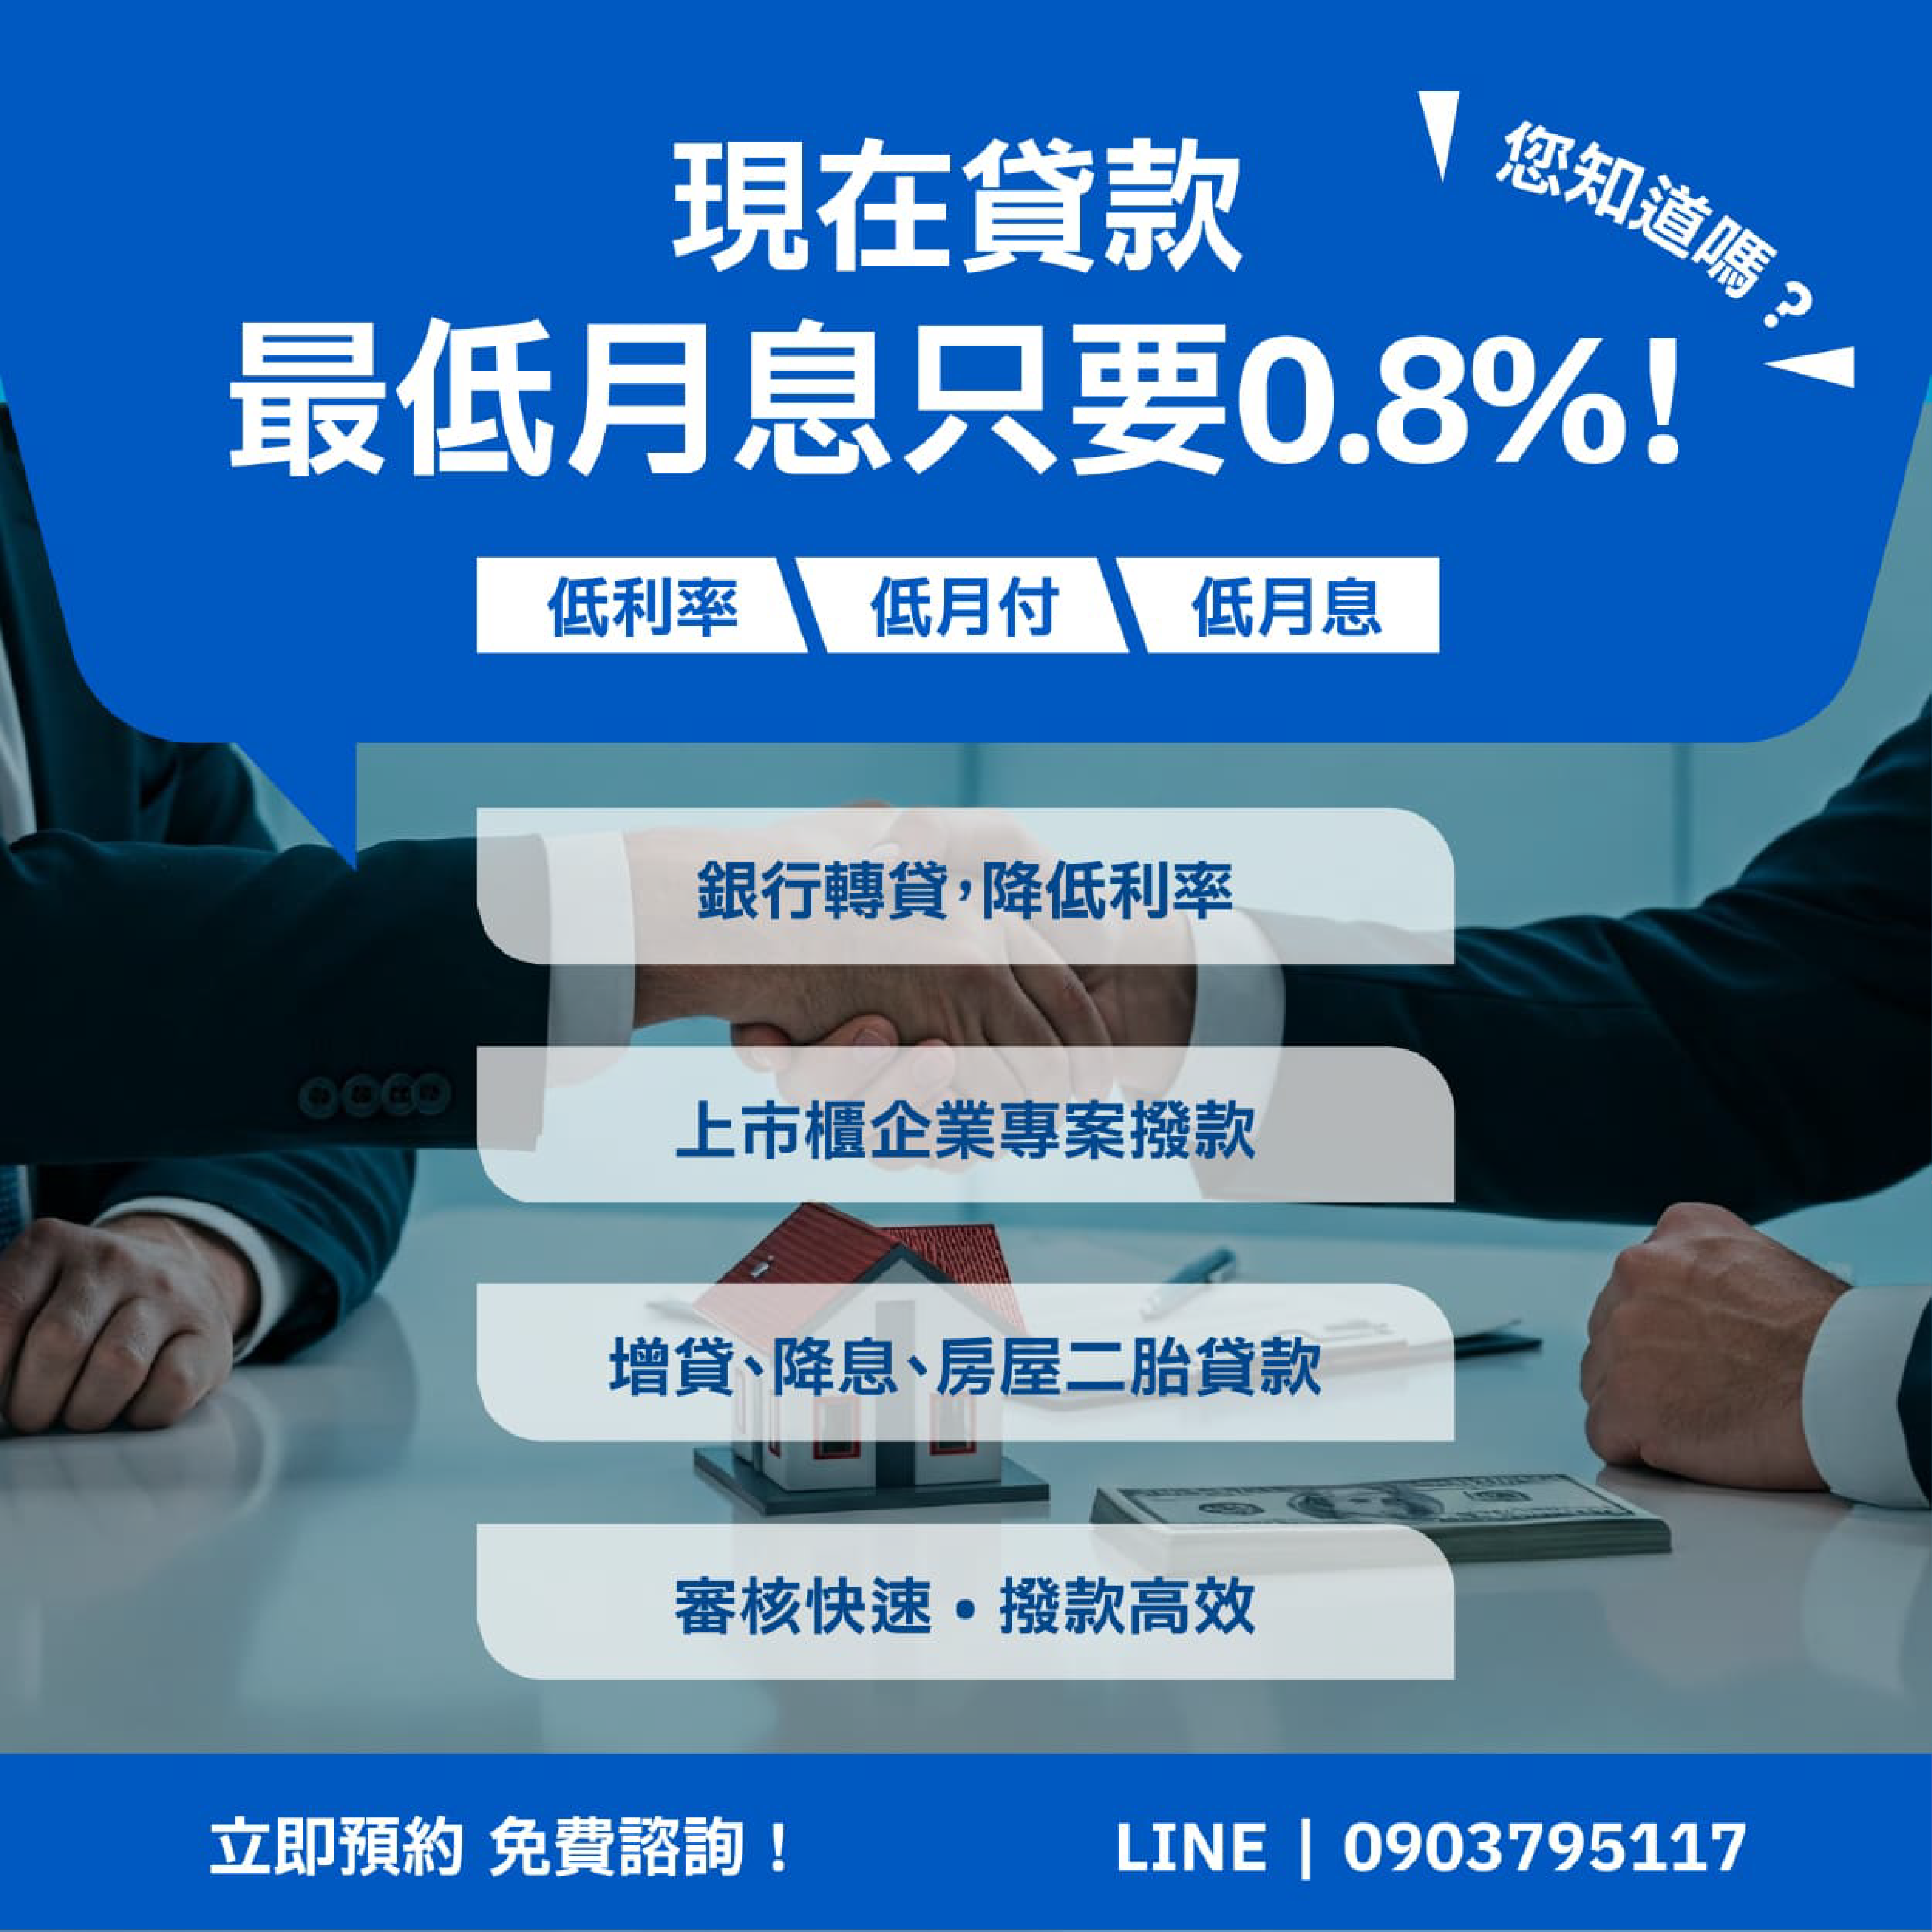 您知道嗎？
現在貸款
最低月息只要0.8%!
低利率 低月付 低月息
銀行轉貸，降低利率
上市櫃企業專案撥款
增貸、降息、房屋二胎貸款
審核快速・撥款高效
立即預約 免費諮詢！
LINE | 0903795117